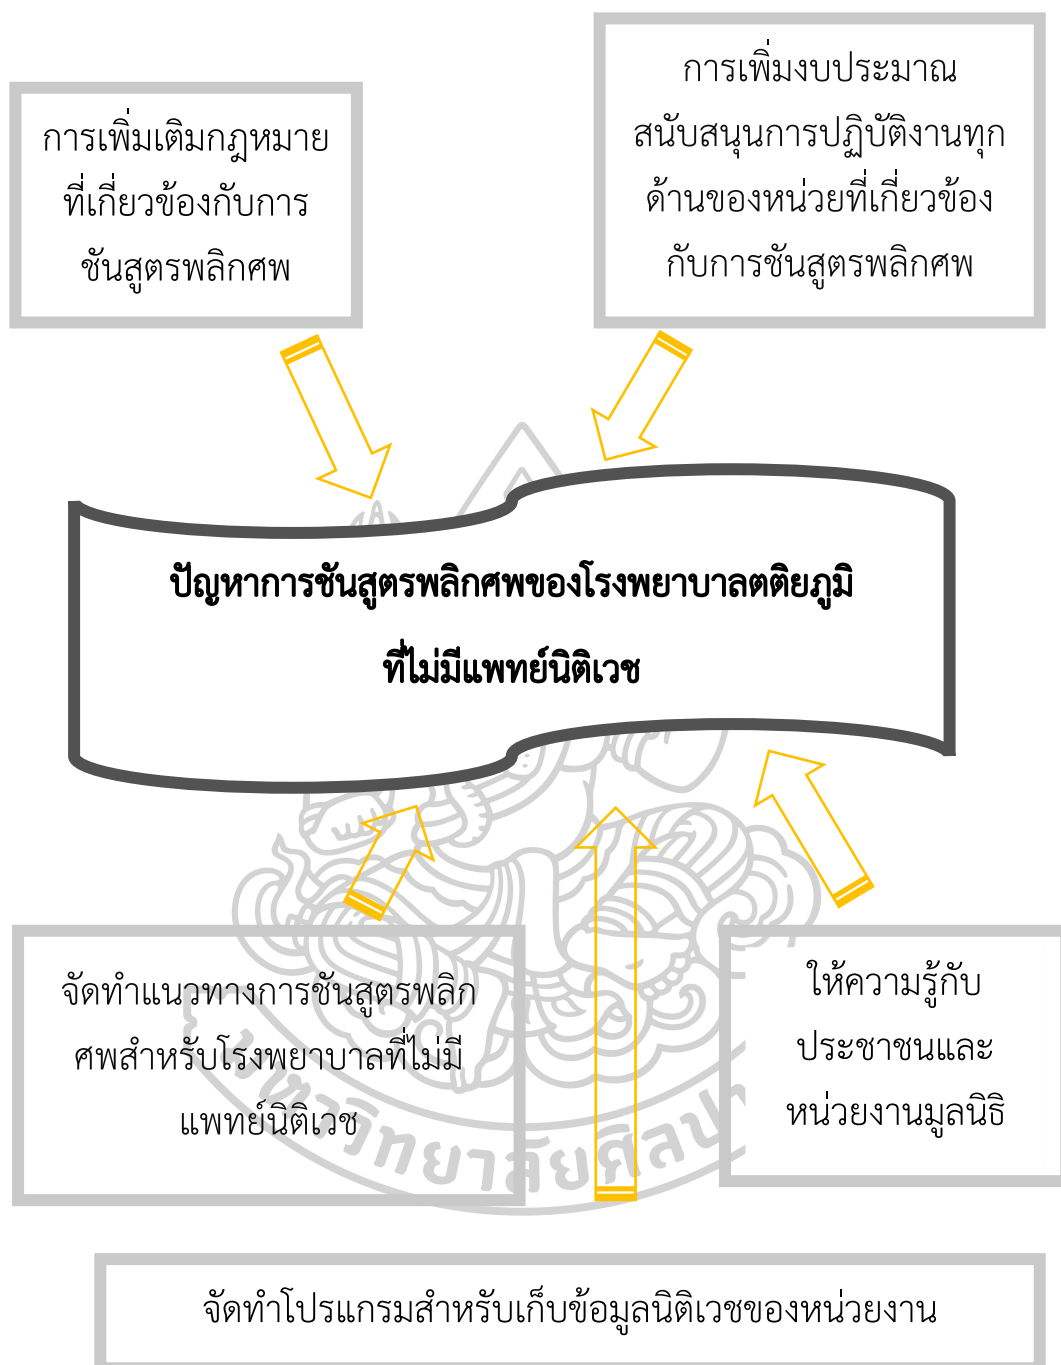 การเพิ่มงบประมาณ
สนับสนุนการปฏิบัติงานทุก
ด้านของหน่วยที่เกี่ยวข้อง
กับการชันสูตรพลิกศพ
การเพิ่มเติมกฎหมาย
ที่เกี่ยวข้องกับการ
ชันสูตรพลิกศพ
ปัญหาการชันสูตรพลิกศพของโรงพยาบาลตติยภูมิ
ที่ไม่มีแพทย์นิติเวช
จัดทำแนวทางการชันสูตรพลิก
ศพสำหรับโรงพยาบาลที่ไม่มี
แพทย์นิติเวช
ให้ความรู้กับ
ประชาชนและ
หน่วยงานมูลนิธิ
จัดทำโปรแกรมสำหรับเก็บข้อมูลนิติเวชของหน่วยงาน